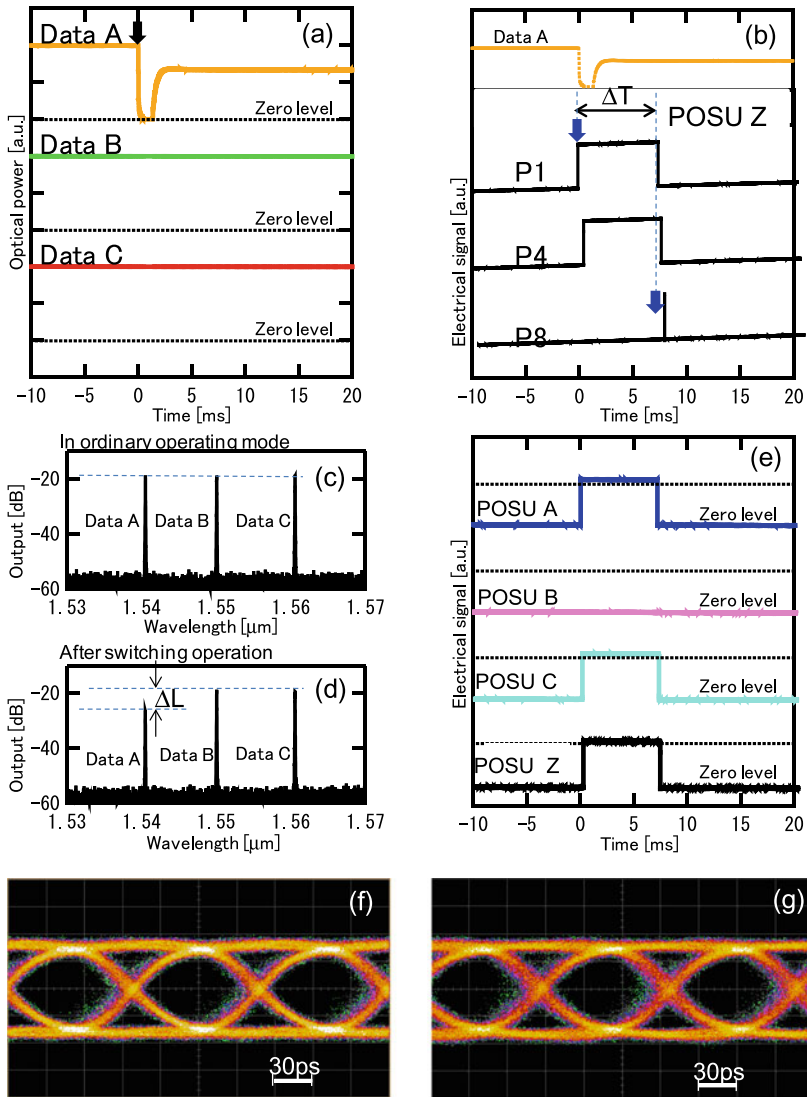 (a)
Data A
Zero level
Data B
Zero level
Data C
Zero level
Optical power [a.u.]
-10 -5 0 5 10 15 20
Time [ms]
(b)
Data A
ΔT
POSU Z
P1
P4
P8
Electrical signal [a.u.]
-10 -5 0 5 10 15 20
Time [ms]
In ordinary operating mode
(c)
-20
-40
-60
Output [dB]
Data A Data B Data C
1.53 1.54 1.55 1.56 1.57
Wavelength [μm]
After switching operation
(d)
-20
-40
-60
Output [dB]
ΔL
Data A Data B Data C
1.53 1.54 1.55 1.56 1.57
Wavelength [μm]
(e)
POSU A
Zero level
POSU B
Zero level
POSU C
Zero level
POSU Z
Zero level
Electrical signal [a.u.]
-10 -5 0 5 10 15 20
Time [ms]
(f)
30ps
(g)
30ps